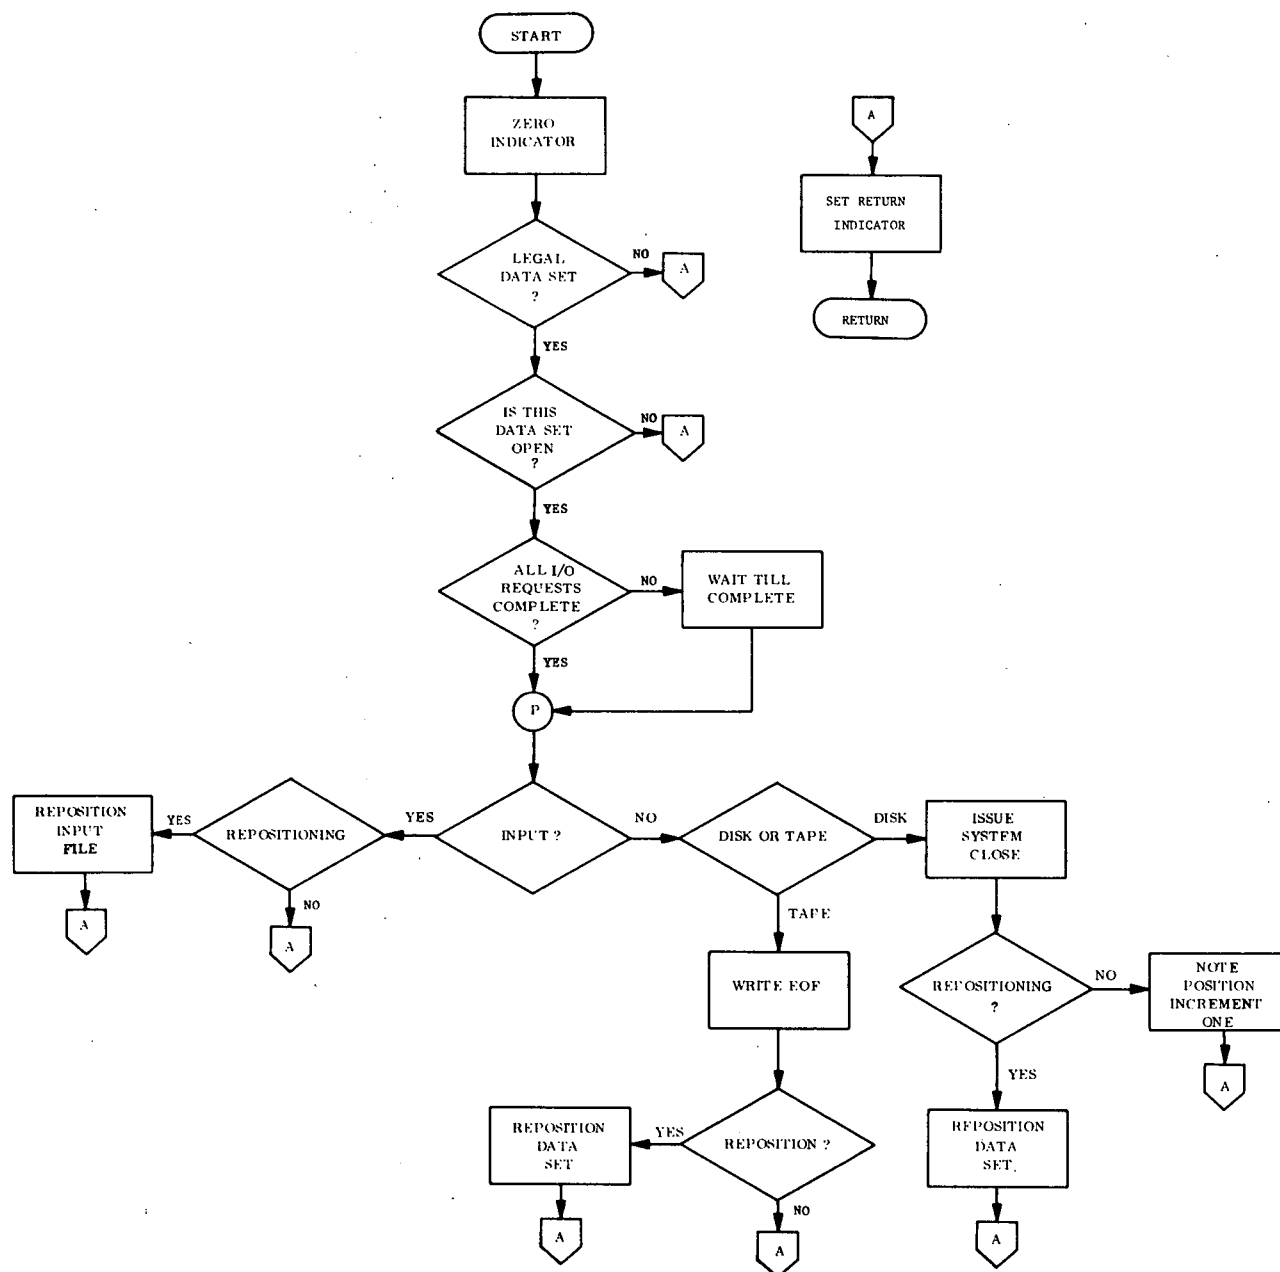 START
ZERO
INDICATOR
A
SET RETURN
INDICATOR
RETURN
LEGAL
DATA SET
?
NO
A
YES
IS THIS
DATA SET
OPEN
?
NO
A
YES
ALL I/O
REQUESTS
COMPLETE
?
NO
WAIT TILL
COMPLETE
YES
P
INPUT ?
YES
REPOSITIONING
YES
REPOSITION
INPUT
FILE
A
NO
A
NO
DISK OR TAPE
DISK
ISSUE
SYSTEM
CLOSE
TAPE
WRITE EOF
REPOSITIONING
?
NO
NOTE
POSITION
INCREMENT
ONE
A
YES
REPOSITION
DATA
SET
A
REPOSITION ?
YES
REPOSITION
DATA
SET
A
NO
A